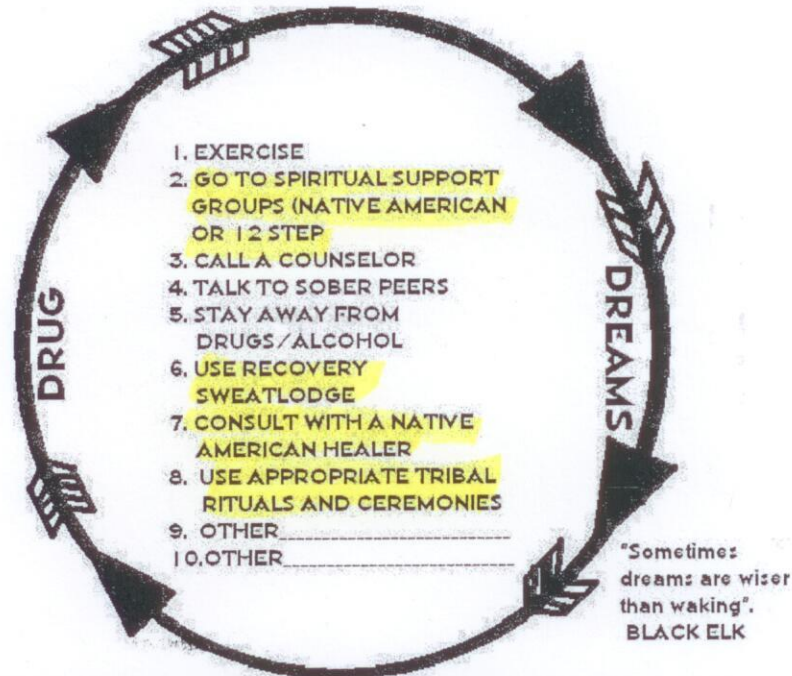 1. EXERCISE
2. GO TO SPIRITUAL SUPPORT
GROUPS (NATIVE AMERICAN
OR 12 STEP
3. CALL A COUNSELOR
4. TALK TO SOBER PEERS
5. STAY AWAY FROM
DRUGS/ALCOHOL
6. USE RECOVERY
SWEATLODGE
7. CONSULT WITH A NATIVE
AMERICAN HEALER
8. USE APPROPRIATE TRIBAL
RITUALS AND CEREMONIES
9. OTHER_________________________
10.OTHER_________________________
DRUG
DREAMS
"Sometimes
dreams are wiser
than waking".
BLACK ELK